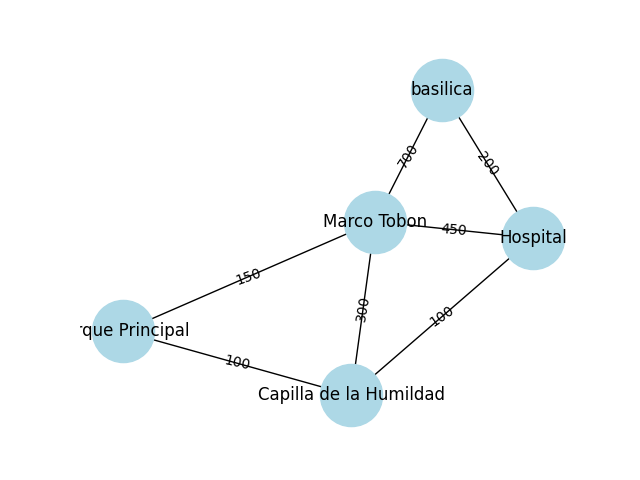 basilica
700
200
Marco Tobon
450
Hospital
150
300
100
rque Principal
100
Capilla de la Humildad